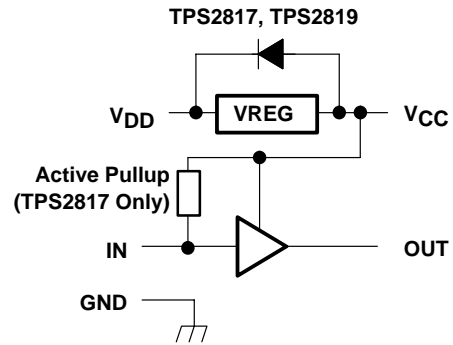 TPS2817, TPS2819
VDD
VREG
VCC
Active Pullup
(TPS2817 Only)
IN
OUT
GND